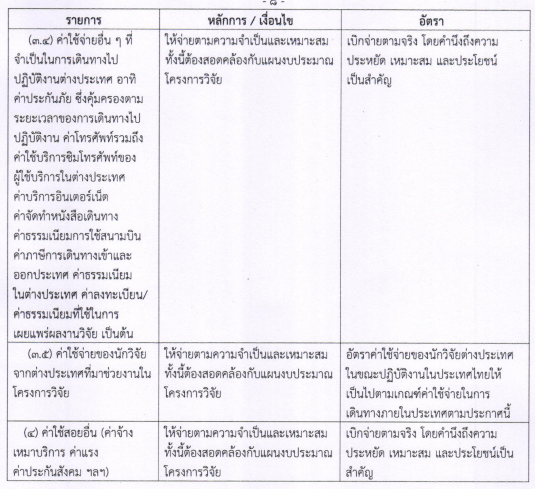 - ๘ -
รายการ
หลักการ / เงื่อนไข
อัตรา
(๓.๔) ค่าใช้จ่ายอื่น ๆ ที่
จำเป็นในการเดินทางไป
ปฏิบัติงานต่างประเทศ อาทิ
ค่าประกันภัย ซึ่งคุ้มครองตาม
ระยะเวลาของการเดินทางไป
ปฏิบัติงาน ค่าโทรศัพท์รวมถึง
ค่าใช้บริการซิมโทรศัพท์ของ
ผู้ใช้บริการในต่างประเทศ
ค่าบริการอินเตอร์เน็ต
ค่าจัดทำหนังสือเดินทาง
ค่าธรรมเนียมการใช้สนามบิน
ค่าภาษีการเดินทางเข้าและ
ออกประเทศ ค่าธรรมเนียม
ในต่างประเทศ ค่าลงทะเบียน/
ค่าธรรมเนียมที่ใช้ในการ
เผยแพร่ผลงานวิจัย เป็นต้น
ให้จ่ายตามความจำเป็นและเหมาะสม
ทั้งนี้ต้องสอดคล้องกับแผนงบประมาณ
โครงการวิจัย
เบิกจ่ายตามจริง โดยคำนึงถึงความ
ประหยัด เหมาะสม และประโยชน์
เป็นสำคัญ
(๓.๕) ค่าใช้จ่ายของนักวิจัย
จากต่างประเทศที่มาช่วยงานใน
โครงการวิจัย
ให้จ่ายตามความจำเป็นและเหมาะสม
ทั้งนี้ต้องสอดคล้องกับแผนงบประมาณ
โครงการวิจัย
อัตราค่าใช้จ่ายของนักวิจัยต่างประเทศ
ในขณะปฏิบัติงานในประเทศไทยให้
เป็นไปตามเกณฑ์ค่าใช้จ่ายในการ
เดินทางภายในประเทศตามประกาศนี้
(๔) ค่าใช้สอยอื่น (ค่าจ้าง
เหมาบริการ ค่าแรง
ค่าประกันสังคม ฯลฯ)
ให้จ่ายตามความจำเป็นและเหมาะสม
ทั้งนี้ต้องสอดคล้องกับแผนงบประมาณ
โครงการวิจัย
เบิกจ่ายตามจริง โดยคำนึงถึงความ
ประหยัด เหมาะสม และประโยชน์เป็น
สำคัญ